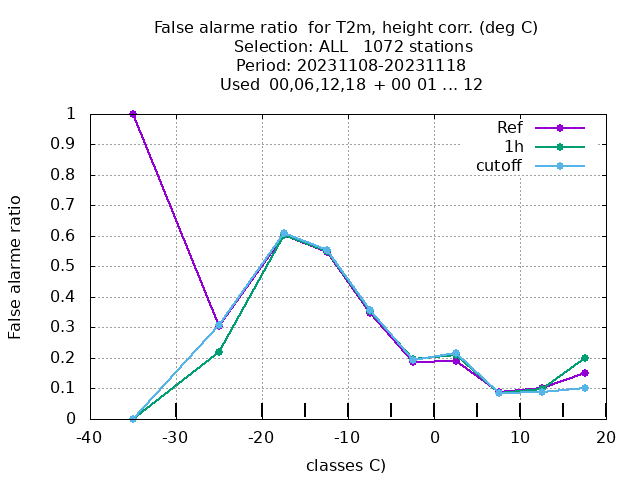 False alarme ratio  for T2m, height corr. (deg C)
Selection: ALL   1072 stations
Period: 20231108-20231118
Used  00,06,12,18  + 00 01 ... 12
Ref
1h
cutoff
False alarme ratio
1
0.9
0.8
0.7
0.6
0.5
0.4
0.3
0.2
0.1
0
-40 -30 -20 -10 0 10 20
classes C)